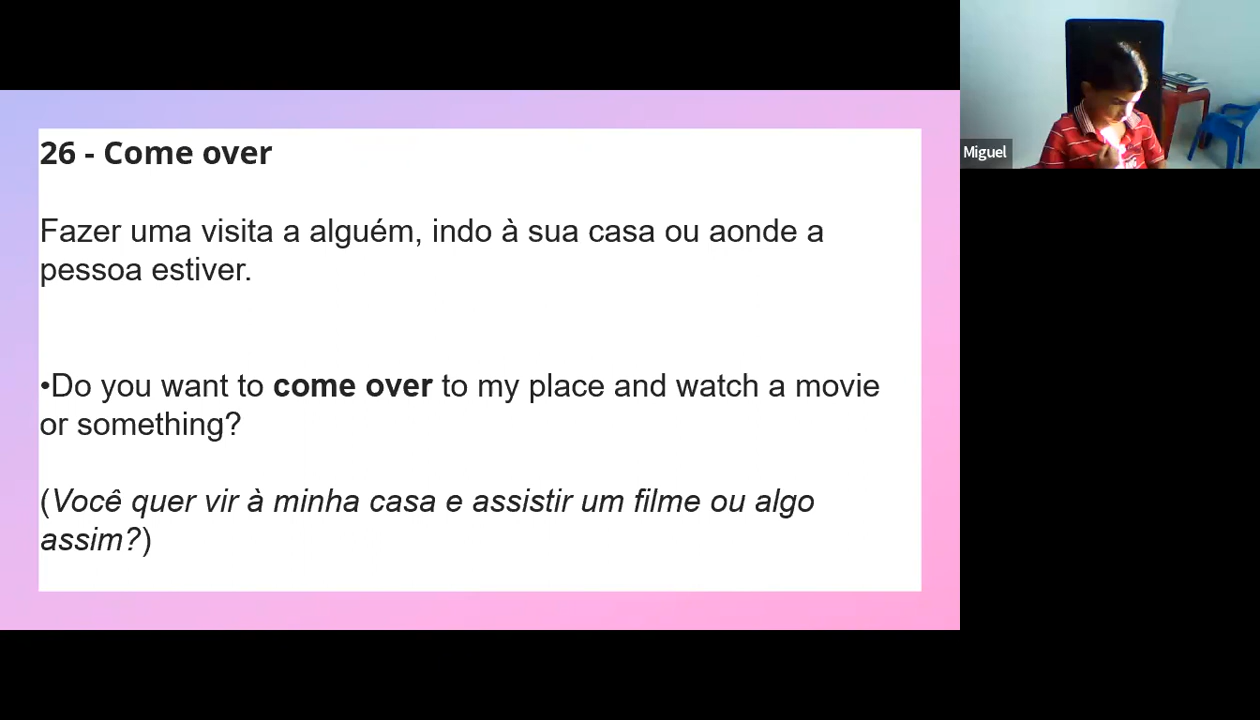 26 - Come over
Fazer uma visita a alguém, indo à sua casa ou aonde a
pessoa estiver.
•Do you want to come over to my place and watch a movie
or something?
(Você quer vir à minha casa e assistir um filme ou algo
assim?)
Miguel